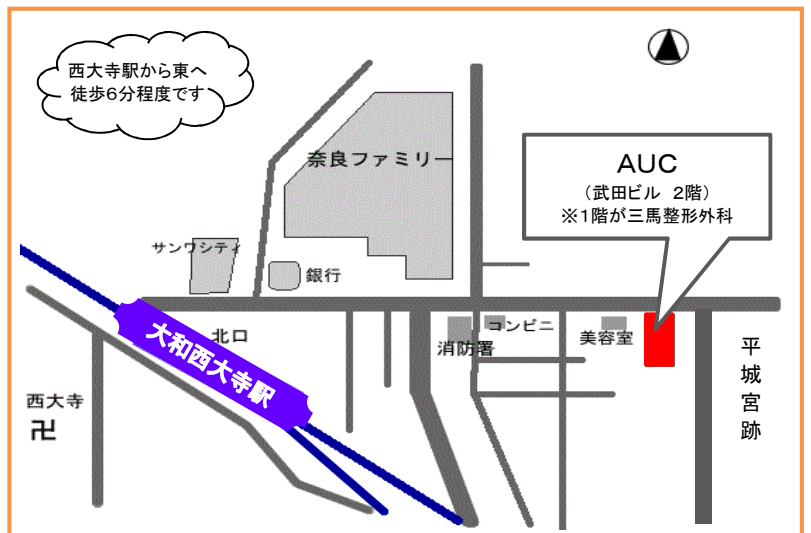 西大寺駅から東へ
徒歩6分程度です
奈良ファミリー
AUC
(武田ビル 2階)
※1階が三馬整形外科
サンワシティ
銀行
大和西大寺駅
北口
消防署
コンビニ
美容室
平城宮跡
西大寺
卍